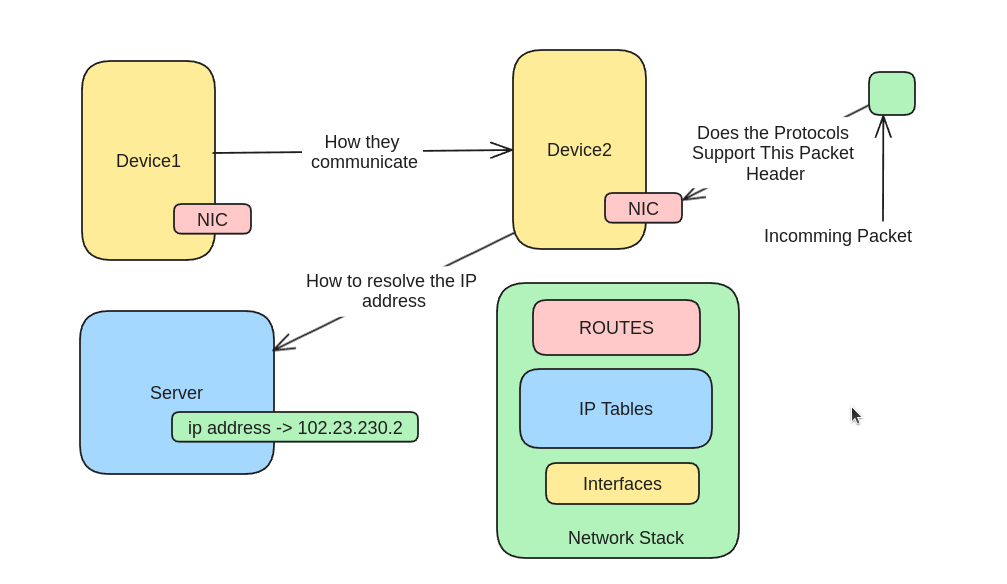 Device1
NIC
How they
communicate
Device2
NIC
Does the Protocols
Support This Packet
Header
Incomming Packet
How to resolve the IP
address
Server
ip address -> 102.23.230.2
ROUTES
IP Tables
Interfaces
Network Stack